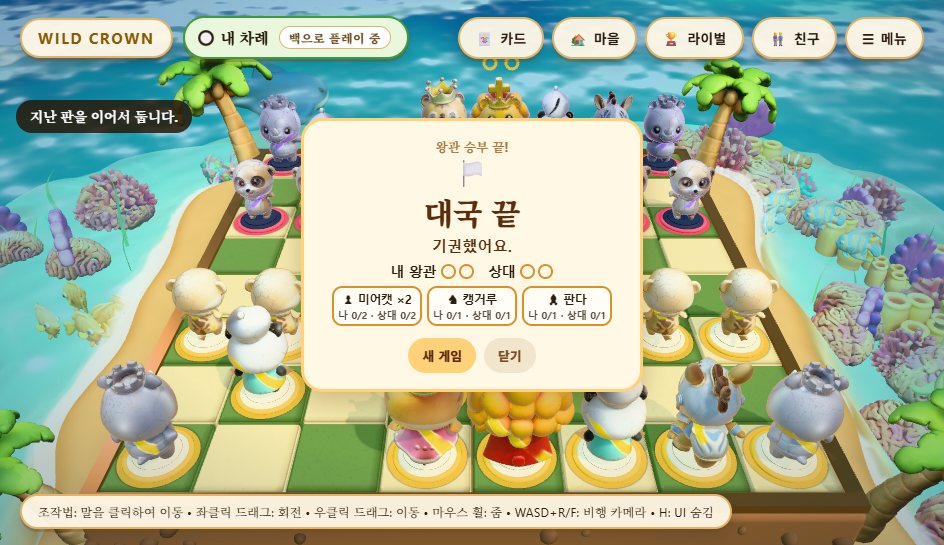 WILD CROWN
내 차례 백으로 플레이 중
카드
마을
라이벌
친구
메뉴
지난 판을 이어서 둡니다.
왕관 승부 끝!
대국 끝
기권했어요.
내 왕관 상대
미어캣 ×2
나 0/2 · 상대 0/2
캥거루
나 0/1 · 상대 0/1
판다
나 0/1 · 상대 0/1
새 게임
닫기
조작법: 말을 클릭하여 이동 • 좌클릭 드래그: 회전 • 우클릭 드래그: 이동 • 마우스 휠: 줌 • WASD+R/F: 비행 카메라 • H: UI 숨김